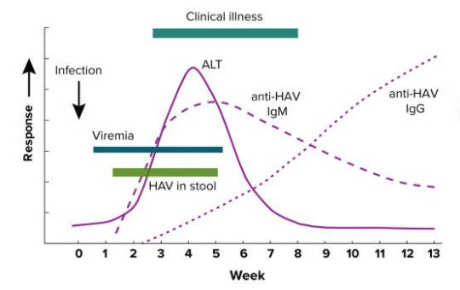 Clinical illness
Infection
ALT
anti-HAV
IgM
anti-HAV
IgG
Response
Viremia
HAV in stool
0 1 2 3 4 5 6 7 8 9 10 11 12 13
Week